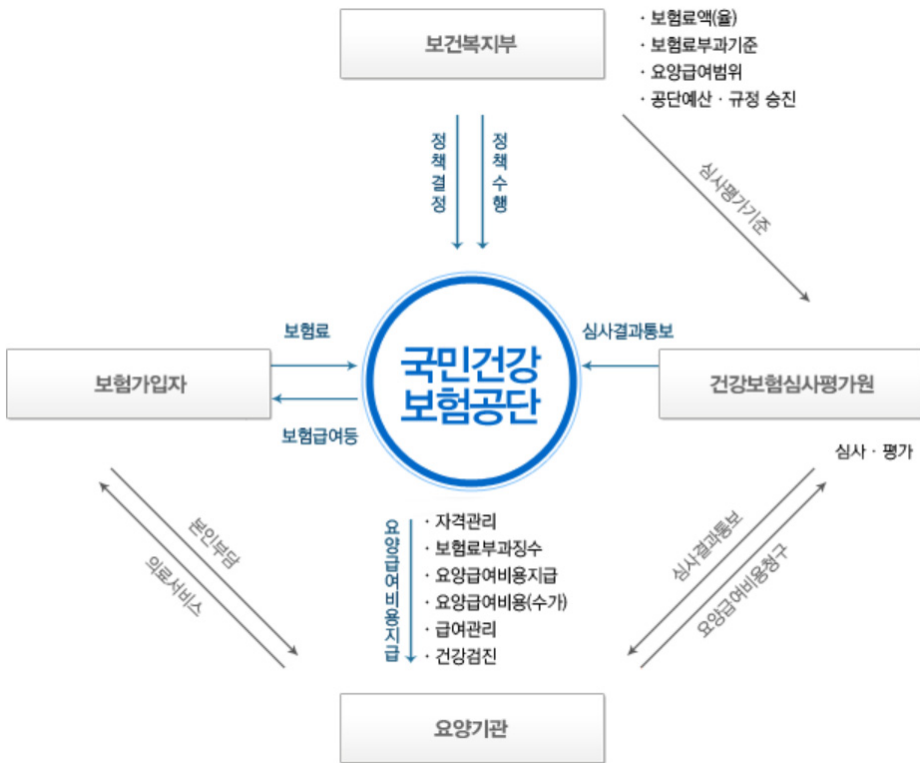 보건복지부
· 보험료액(율)
· 보험료부과기준
· 요양급여범위
· 공단예산 · 규정 승진
정책결정
정책수행
심사평가기준
보험료
심사결과통보
보험가입자
국민건강
보험공단
건강보험심사평가원
보험급여등
심사 · 평가
본인부담
의료서비스
요양급여비용지급
· 자격관리
· 보험료부과징수
· 요양급여비용지급
· 요양급여비용(수가)
· 급여관리
· 건강검진
심사결과통보
요양급여비용청구
요양기관